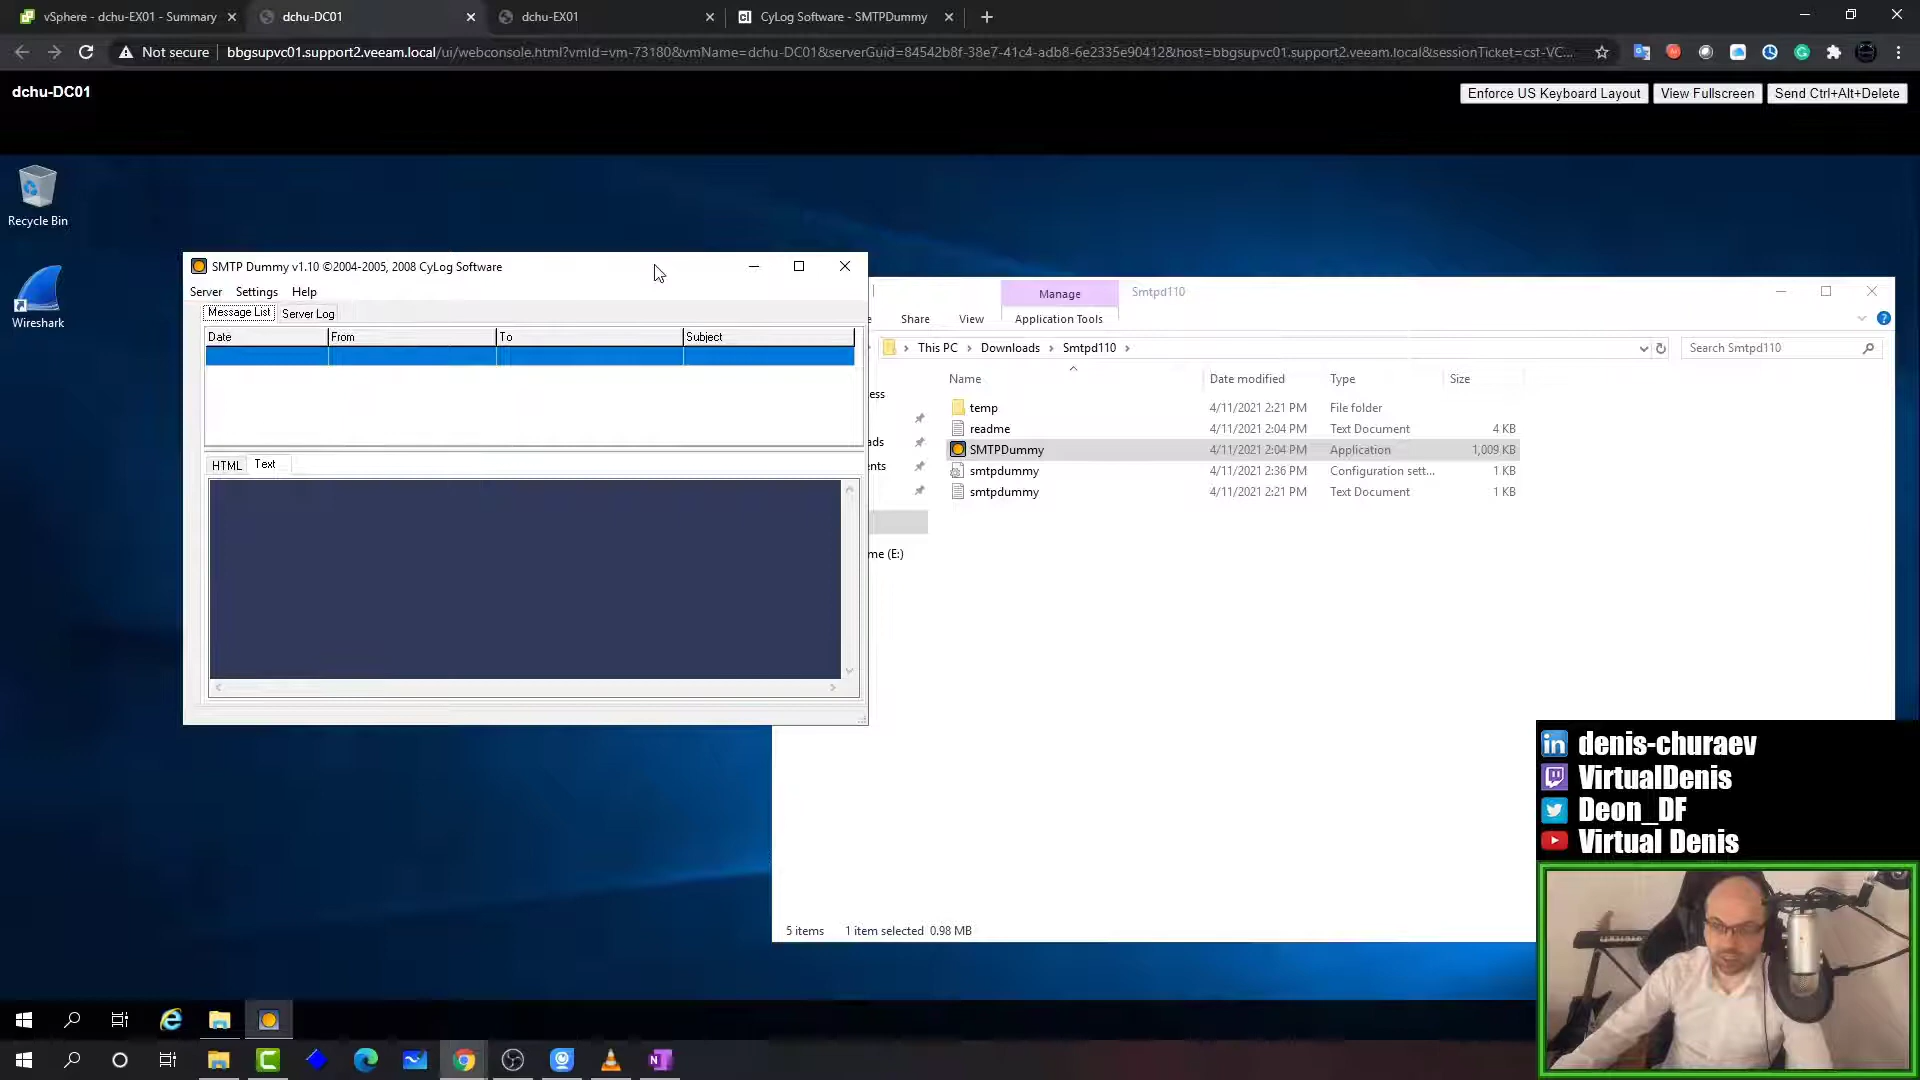 vSphere - dchu-EX01 - Summary
dchu-DC01
dchu-EX01
CyLog Software - SMTPDummy
Not secure
bbgsupvc01.support2.veeam.local/ui/webconsole.html?vmId=vm-73180&vmName=dchu-DC01&serverGuid=84542b8f-38e7-41c4-adb8-6e2335e90412&host=bbgsupvc01.support2.veeam.local&sessionTicket=cst-VC...
dchu-DC01
Enforce US Keyboard Layout
View Fullscreen
Send Ctrl+Alt+Delete
Recycle Bin
Wireshark
SMTP Dummy v1.10 ©2004-2005, 2008 CyLog Software
Server Settings Help
Message List Server Log
Date From To Subject
HTML Text
Manage Smtpd110
Share View Application Tools
This PC Downloads Smtpd110
Search Smtpd110
Name Date modified Type Size
temp 4/11/2021 2:21 PM File folder
readme 4/11/2021 2:04 PM Text Document 4 KB
SMTPDummy 4/11/2021 2:04 PM Application 1,009 KB
smtpdummy 4/11/2021 2:36 PM Configuration sett... 1 KB
smtpdummy 4/11/2021 2:21 PM Text Document 1 KB
ess
ads
ents
me (E:)
5 items 1 item selected 0.98 MB
in denis-churaev
VirtualDenis
Deon_DF
Virtual Denis